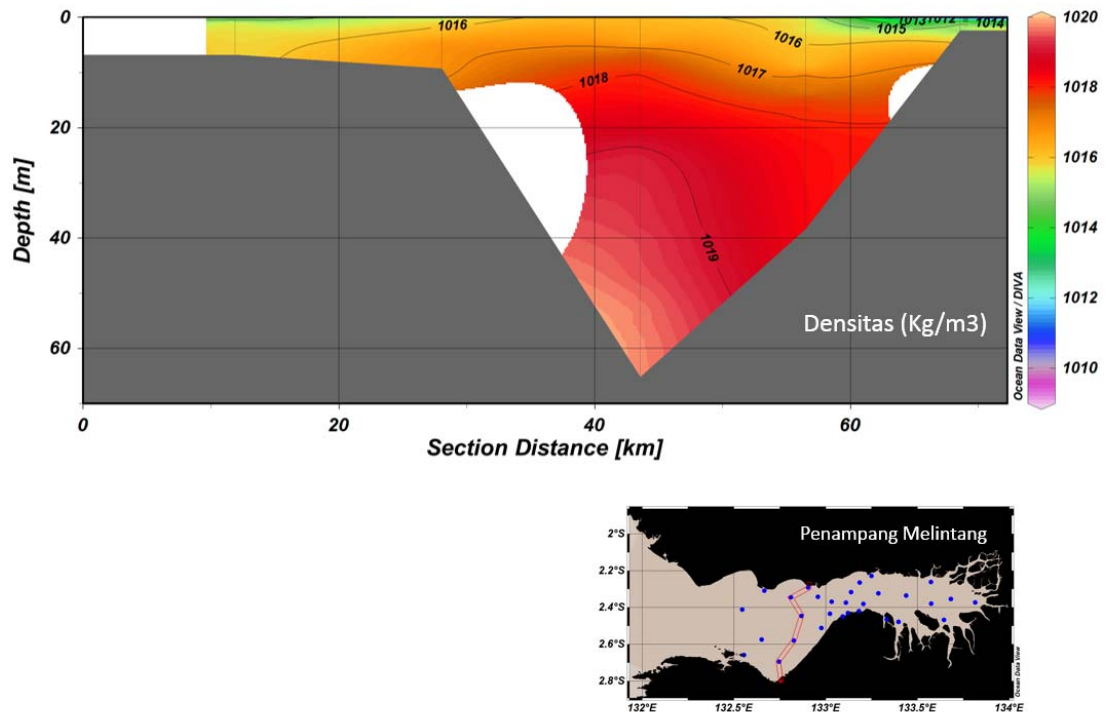 0
20
40
60
Depth [m]
1016
1016
1017
1018
1019
1013
1012
1015
1014
Densitas (Kg/m3)
0
20
40
60
Section Distance [km]
Ocean Data View / DIVA
1020
1018
1016
1014
1012
1010
Penampang Melintang
2°S
2.2°S
2.4°S
2.6°S
2.8°S
132°E
132.5°E
133°E
133.5°E
134°E
Ocean Data View